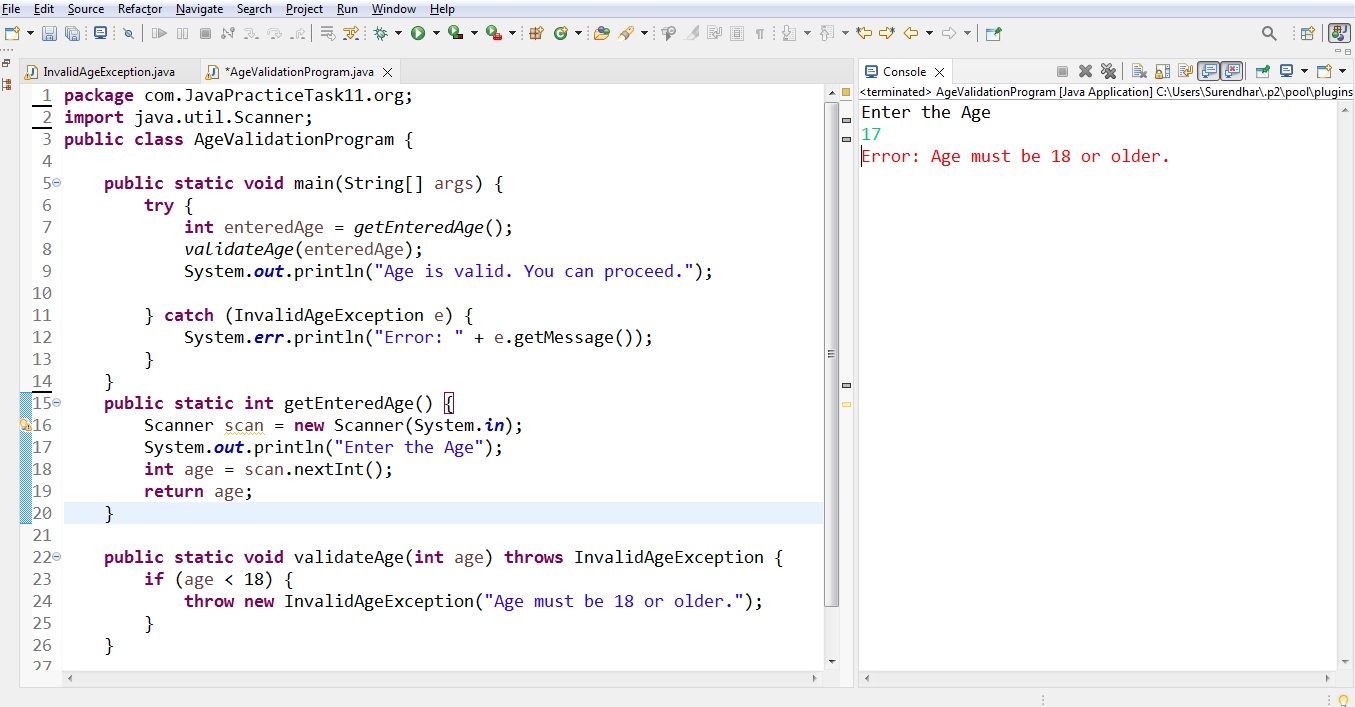 File Edit Source Refactor Navigate Search Project Run Window Help
InvalidAgeException.java *AgeValidationProgram.java
1 package com.JavaPracticeTask11.org;
2 import java.util.Scanner;
3 public class AgeValidationProgram {
4
5 public static void main(String[] args) {
6 try {
7 int enteredAge = getEnteredAge();
8 validateAge(enteredAge);
9 System.out.println("Age is valid. You can proceed.");
10
11 } catch (InvalidAgeException e) {
12 System.err.println("Error: " + e.getMessage());
13 }
14 }
15 public static int getEnteredAge() {
16 Scanner scan = new Scanner(System.in);
17 System.out.println("Enter the Age");
18 int age = scan.nextInt();
19 return age;
20 }
21
22 public static void validateAge(int age) throws InvalidAgeException {
23 if (age < 18) {
24 throw new InvalidAgeException("Age must be 18 or older.");
25 }
26 }
27
Console
<terminated> AgeValidationProgram [Java Application] C:\Users\Surendhar\.p2\pool\plugins
Enter the Age
17
Error: Age must be 18 or older.